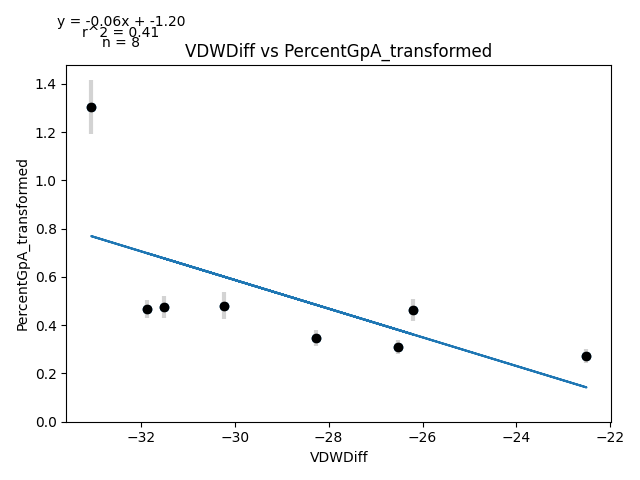 y = -0.06x + -1.20
r^2 = 0.41
n = 8
VDWDiff vs PercentGpA_transformed
1.4
1.2
1.0
0.8
0.6
0.4
0.2
0.0
PercentGpA_transformed
−32
−30
−28
−26
−24
−22
VDWDiff